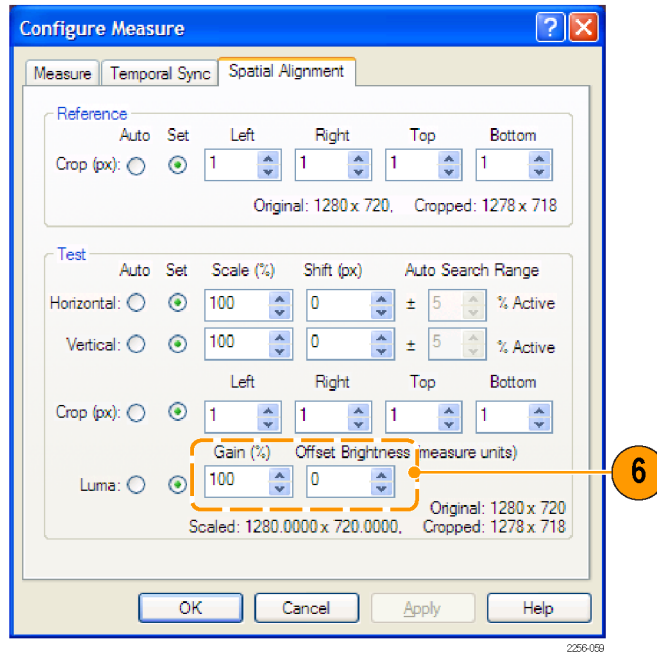 Configure Measure
Measure Temporal Sync Spatial Alignment
Reference
Auto Set Left Right Top Bottom
Crop (px): 1 1 1 1
Original: 1280 x 720, Cropped: 1278 x 718
Test
Auto Set Scale (%) Shift (px) Auto Search Range
Horizontal: 100 0 ± 5 % Active
Vertical: 100 0 ± 5 % Active
Left Right Top Bottom
Crop (px): 1 1 1 1
Gain (%) Offset Brightness (measure units)
Luma: 100 0
6
Original: 1280 x 720
Scaled: 1280.0000 x 720.0000, Cropped: 1278 x 718
OK Cancel Apply Help
2256-059